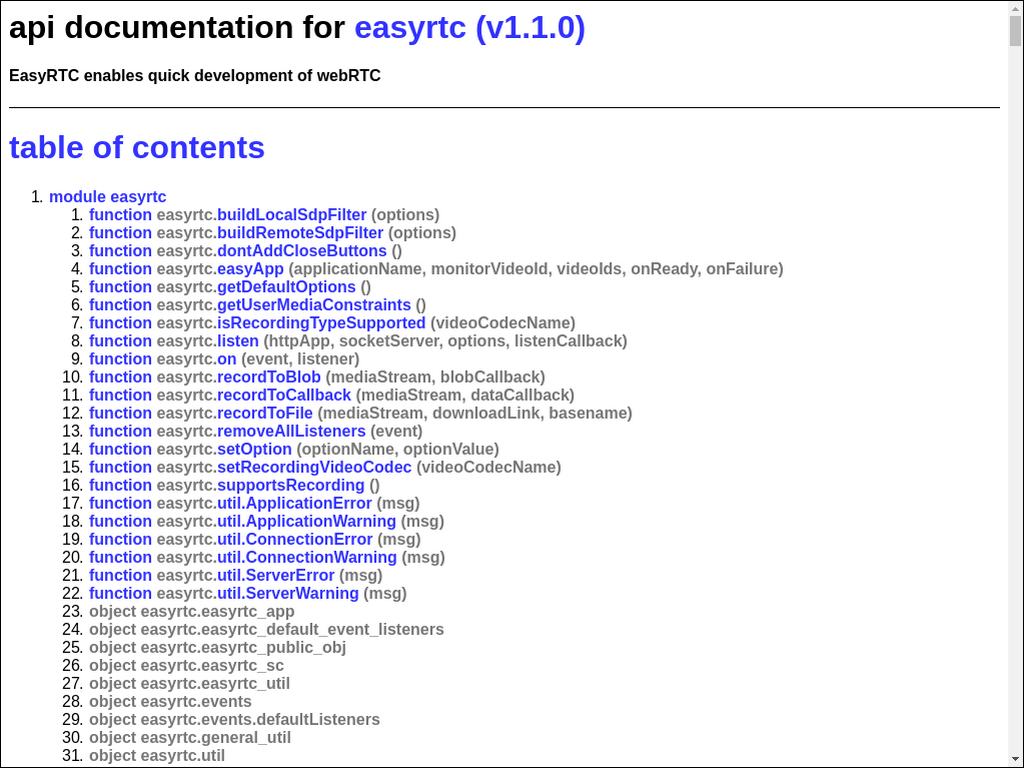 api documentation for easyrtc (v1.1.0)
EasyRTC enables quick development of webRTC
table of contents
1. module easyrtc
1. function easyrtc.buildLocalSdpFilter (options)
2. function easyrtc.buildRemoteSdpFilter (options)
3. function easyrtc.dontAddCloseButtons ()
4. function easyrtc.easyApp (applicationName, monitorVideoId, videoIds, onReady, onFailure)
5. function easyrtc.getDefaultOptions ()
6. function easyrtc.getUserMediaConstraints ()
7. function easyrtc.isRecordingTypeSupported (videoCodecName)
8. function easyrtc.listen (httpApp, socketServer, options, listenCallback)
9. function easyrtc.on (event, listener)
10. function easyrtc.recordToBlob (mediaStream, blobCallback)
11. function easyrtc.recordToCallback (mediaStream, dataCallback)
12. function easyrtc.recordToFile (mediaStream, downloadLink, basename)
13. function easyrtc.removeAllListeners (event)
14. function easyrtc.setOption (optionName, optionValue)
15. function easyrtc.setRecordingVideoCodec (videoCodecName)
16. function easyrtc.supportsRecording ()
17. function easyrtc.util.ApplicationError (msg)
18. function easyrtc.util.ApplicationWarning (msg)
19. function easyrtc.util.ConnectionError (msg)
20. function easyrtc.util.ConnectionWarning (msg)
21. function easyrtc.util.ServerError (msg)
22. function easyrtc.util.ServerWarning (msg)
23. object easyrtc.easyrtc_app
24. object easyrtc.easyrtc_default_event_listeners
25. object easyrtc.easyrtc_public_obj
26. object easyrtc.easyrtc_sc
27. object easyrtc.easyrtc_util
28. object easyrtc.events
29. object easyrtc.events.defaultListeners
30. object easyrtc.general_util
31. object easyrtc.util